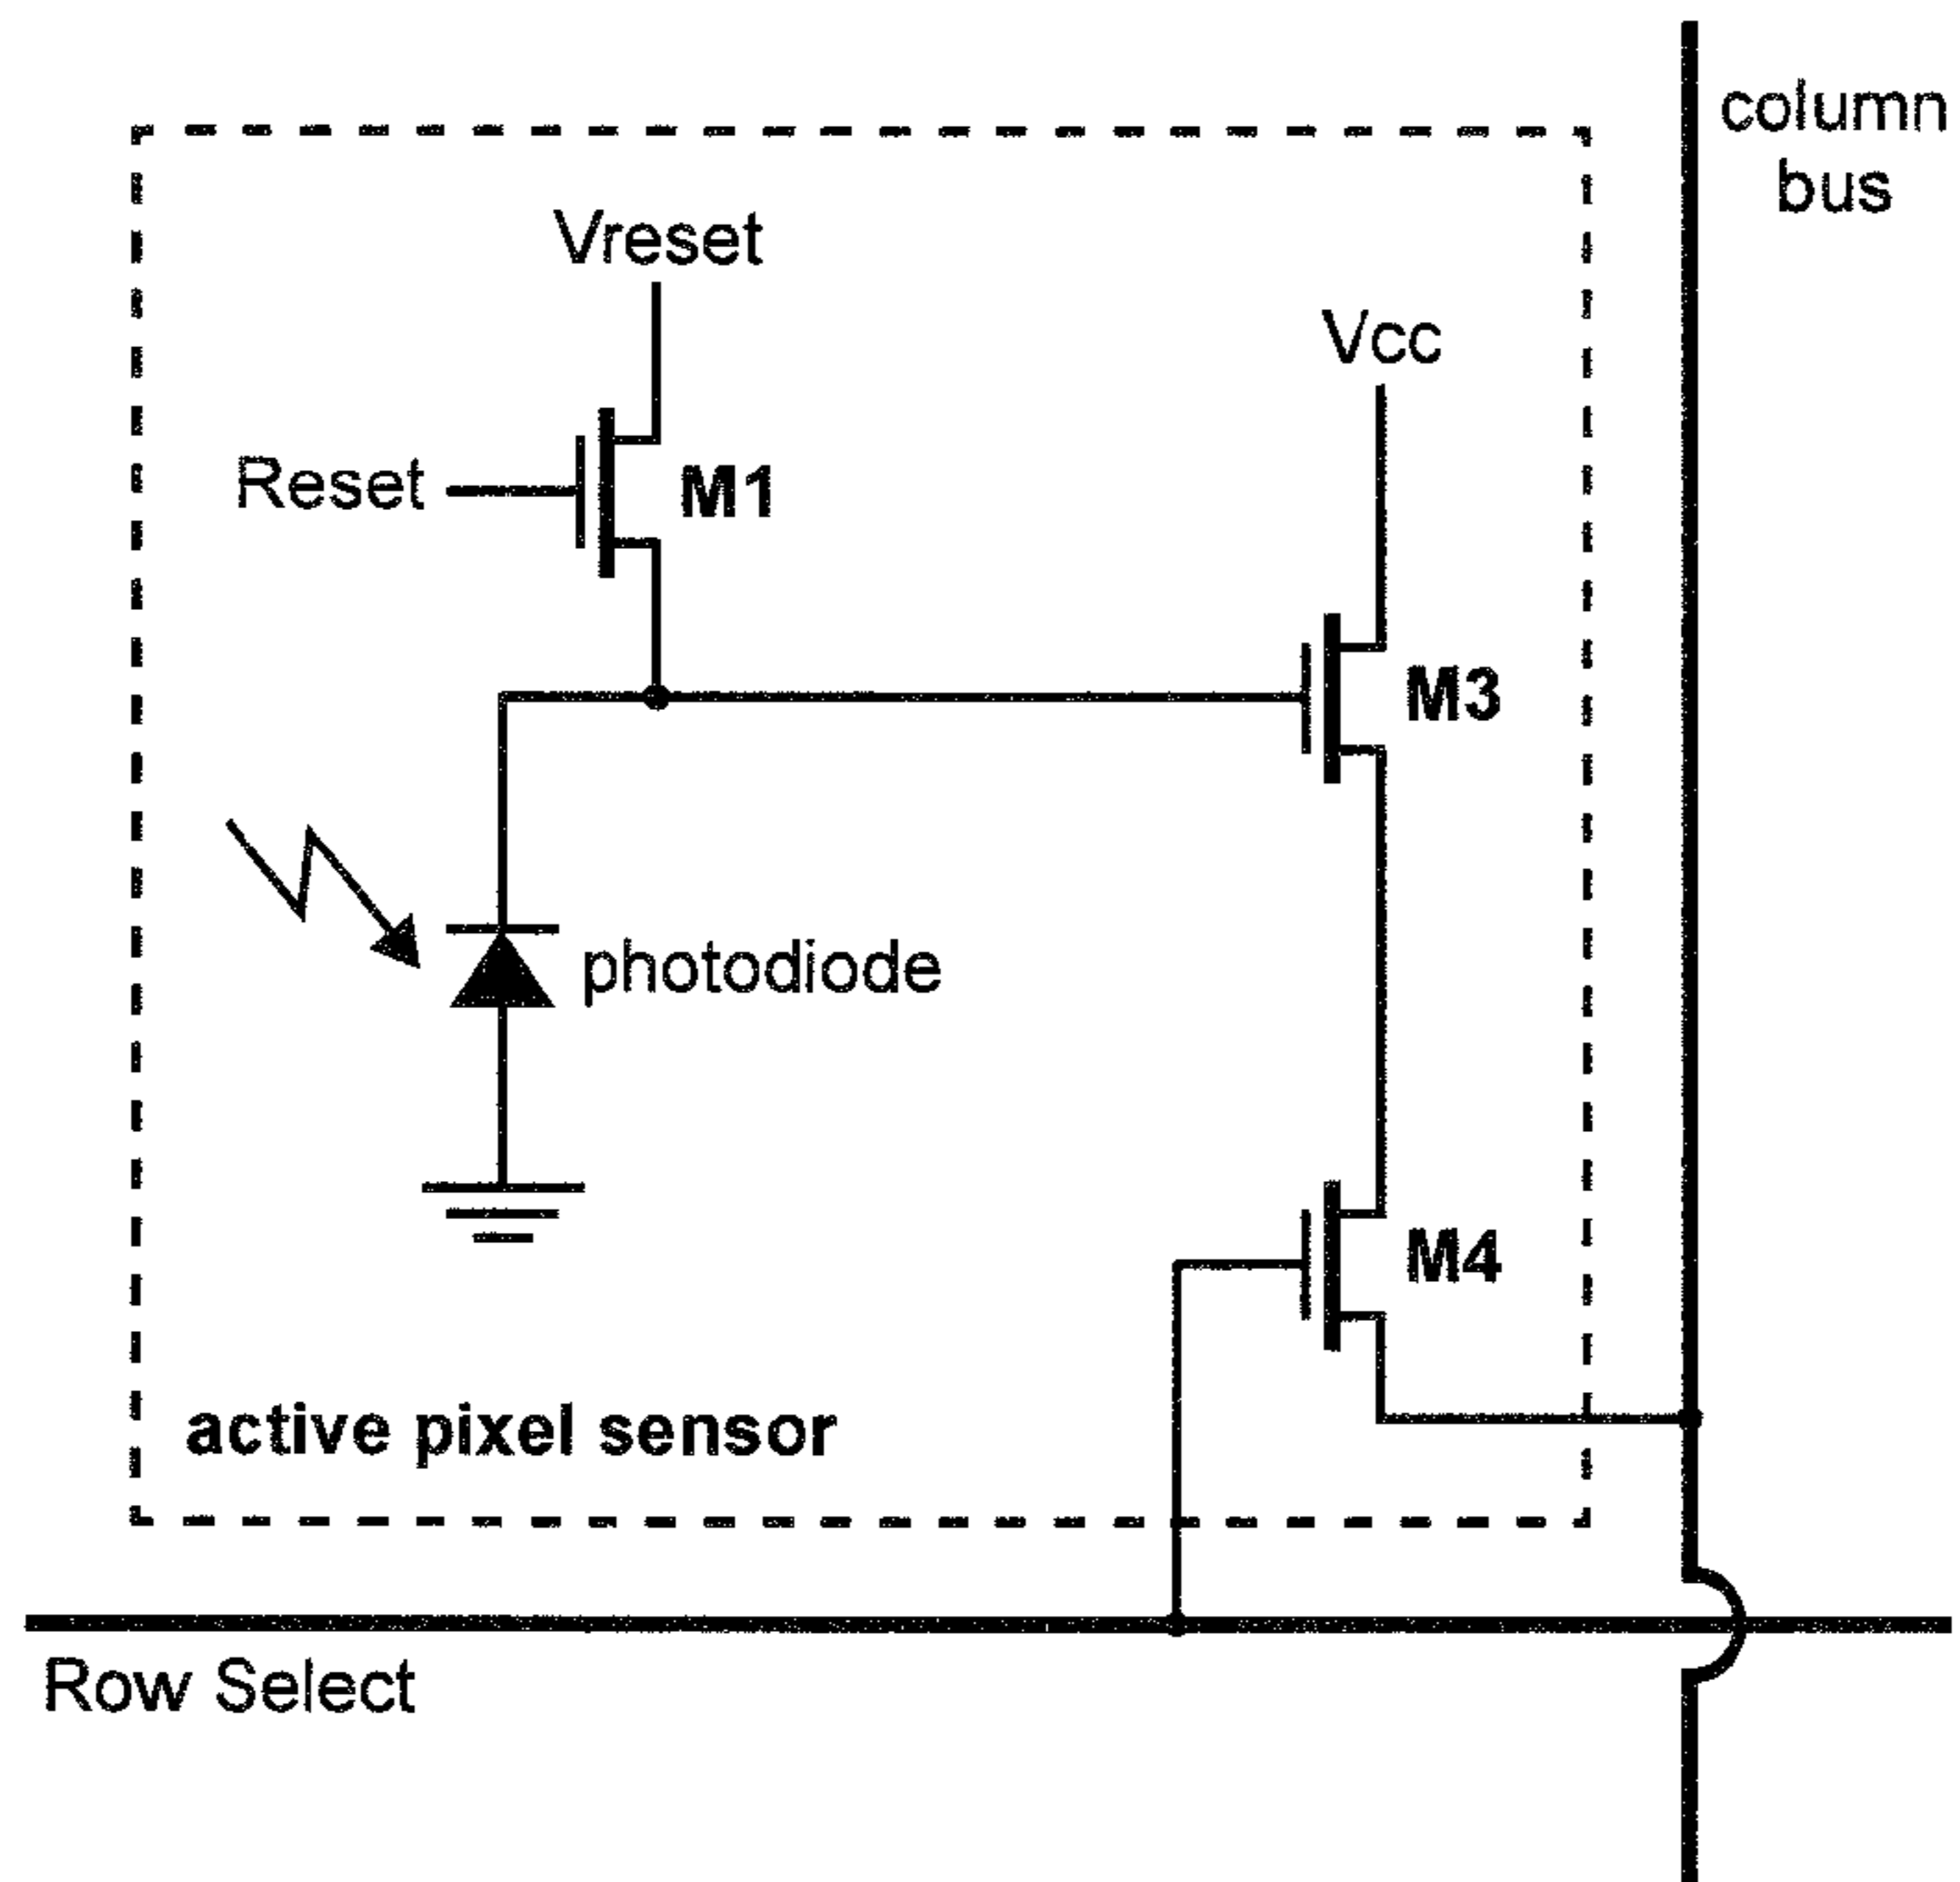 column
bus
Vreset
Vcc
Reset
M1
M3
photodiode
M4
active pixel sensor
Row Select